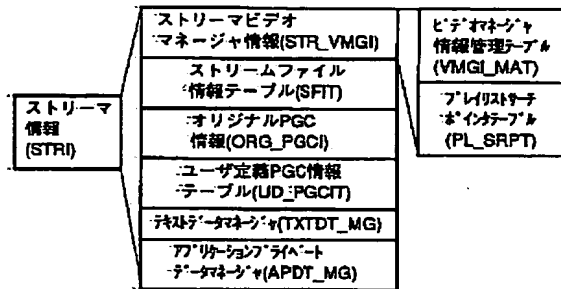 ストリーマ
情報
(STRI)
ストリーマビデオ
マネージャ情報(STR_VMGI)
ストリームファイル
情報テーブル(SFIT)
オリジナルPGC
情報(ORG_PGCI)
ユーザ定義PGC情報
テーブル(UD_PGCIT)
テキストデータマネージャ(TXTDT_MG)
アプリケーションプライベート
データマネージャ(APDT_MG)
ビデオマネージャ
情報管理テーブル
(VMGI_MAT)
プレイリストサーチ
ポインタテーブル
(PL_SRPT)